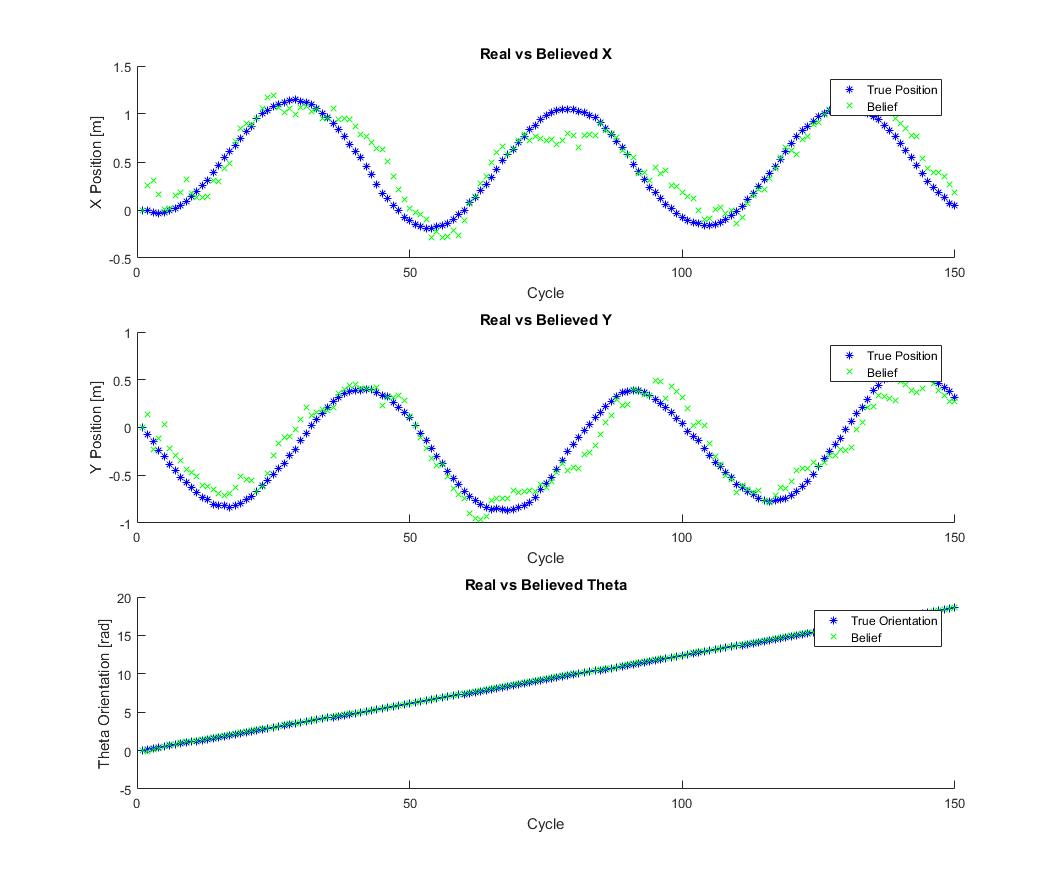 Real vs Believed X
1.5
1
0.5
0
-0.5
X Position [m]
True Position
Belief
0 50 100 150
Cycle
Real vs Believed Y
1
0.5
0
-0.5
-1
Y Position [m]
True Position
Belief
0 50 100 150
Cycle
Real vs Believed Theta
20
15
10
5
0
-5
Theta Orientation [rad]
True Orientation
Belief
0 50 100 150
Cycle